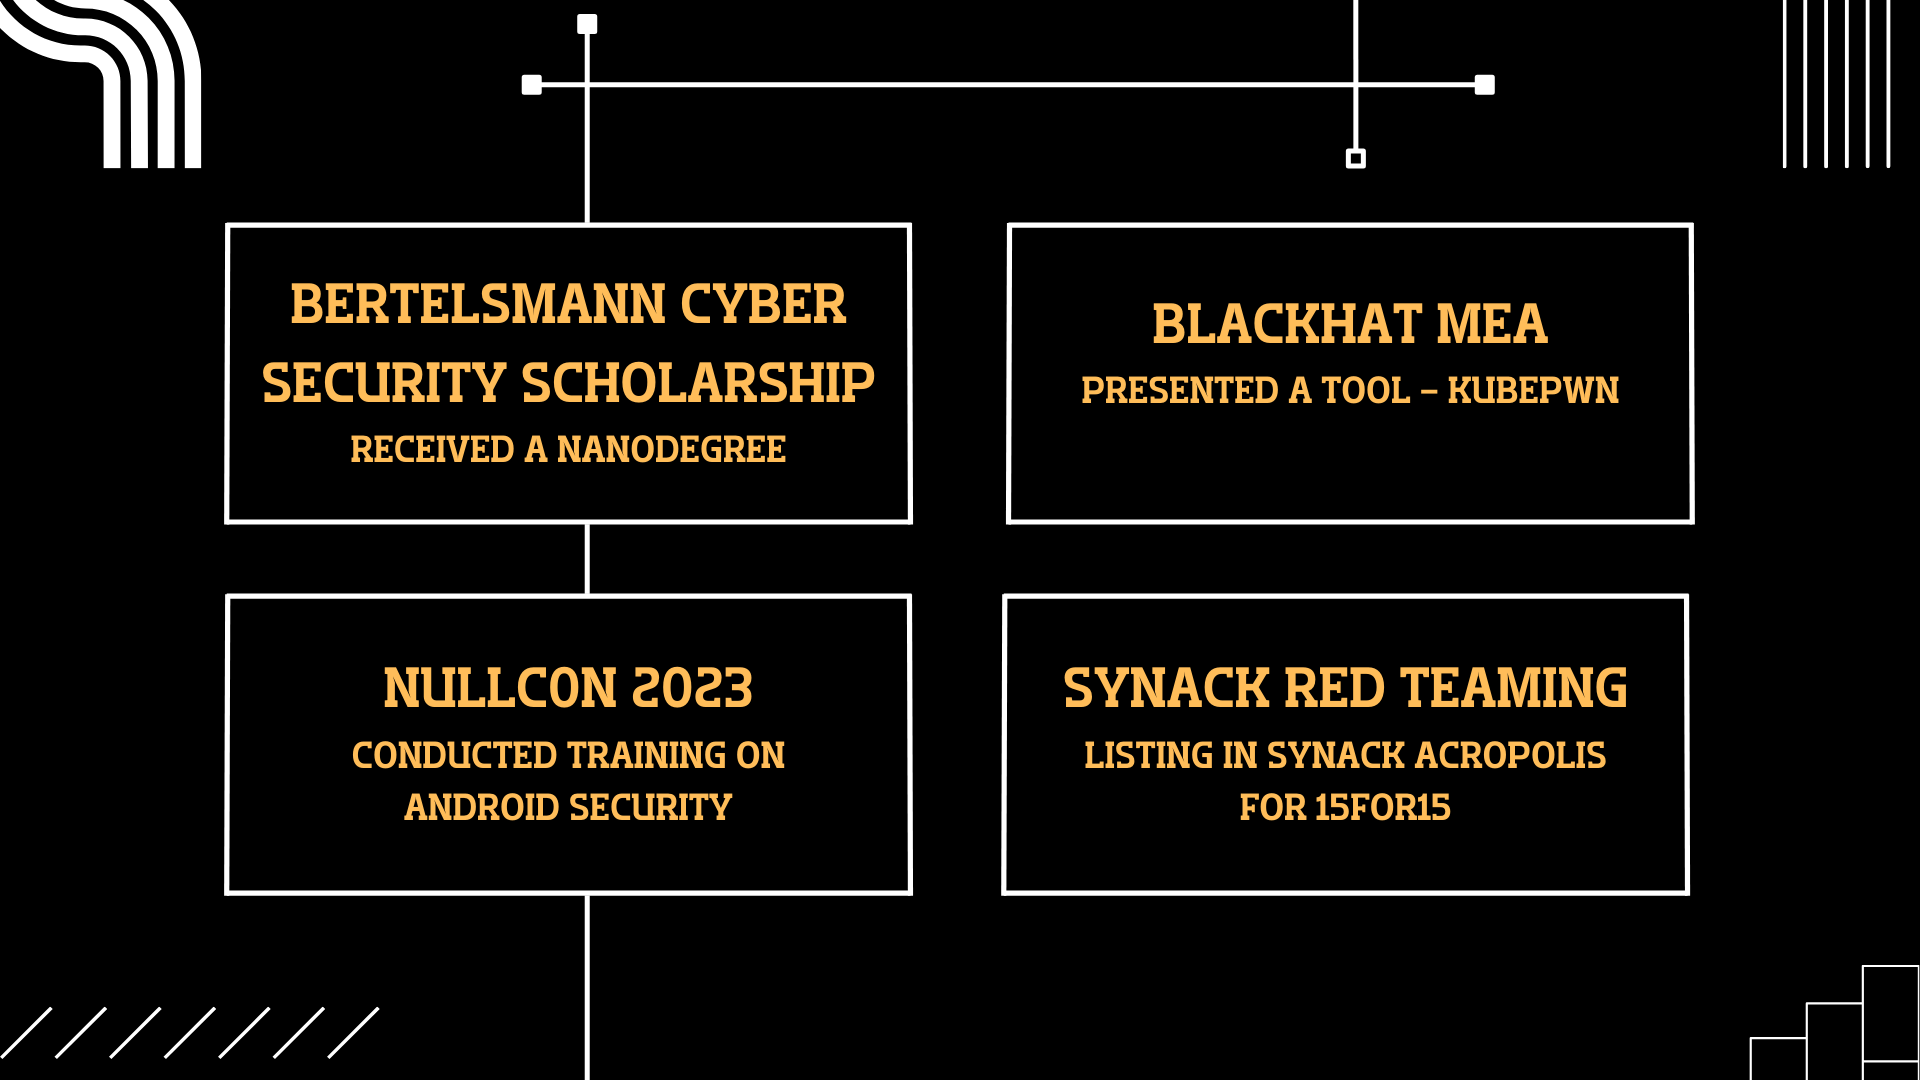 BERTELSMANN CYBER
SECURITY SCHOLARSHIP
RECEIVED A NANODEGREE
BLACKHAT MEA
PRESENTED A TOOL – KUBEPWN
NULLCON 2023
CONDUCTED TRAINING ON
ANDROID SECURITY
SYNACK RED TEAMING
LISTING IN SYNACK ACROPOLIS
FOR 15FOR15